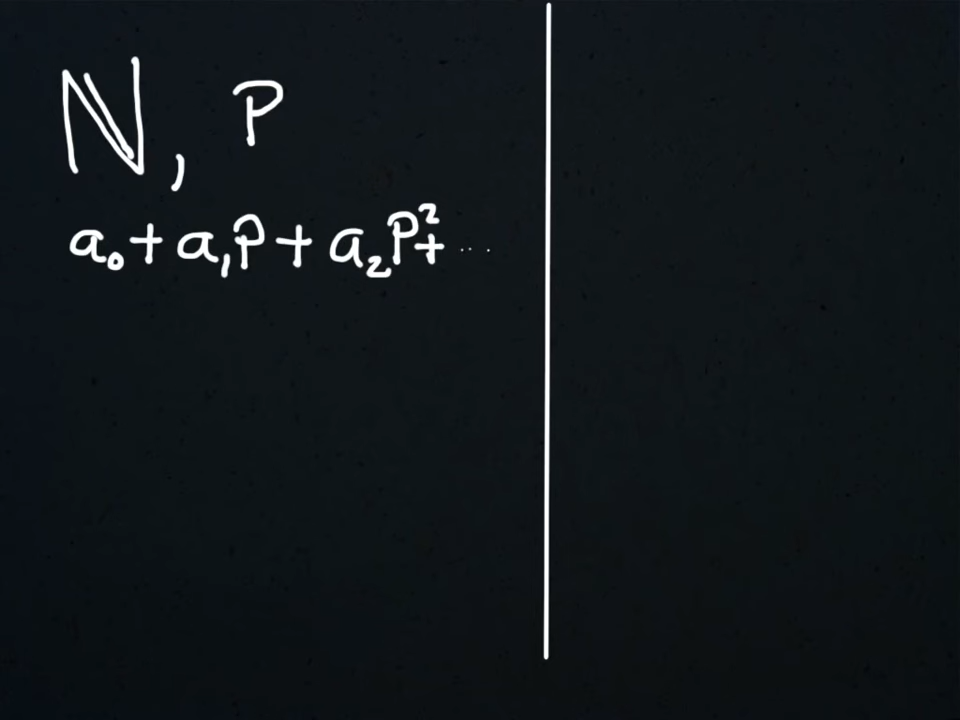 ℕ, P
a₀ + a₁P + a₂P² + ...